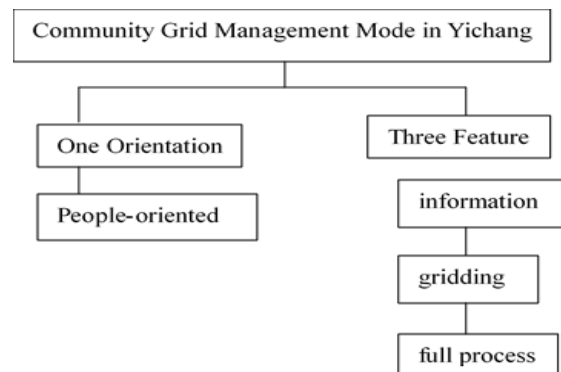 Community Grid Management Mode in Yichang
One Orientation
Three Feature
People-oriented
information
gridding
full process